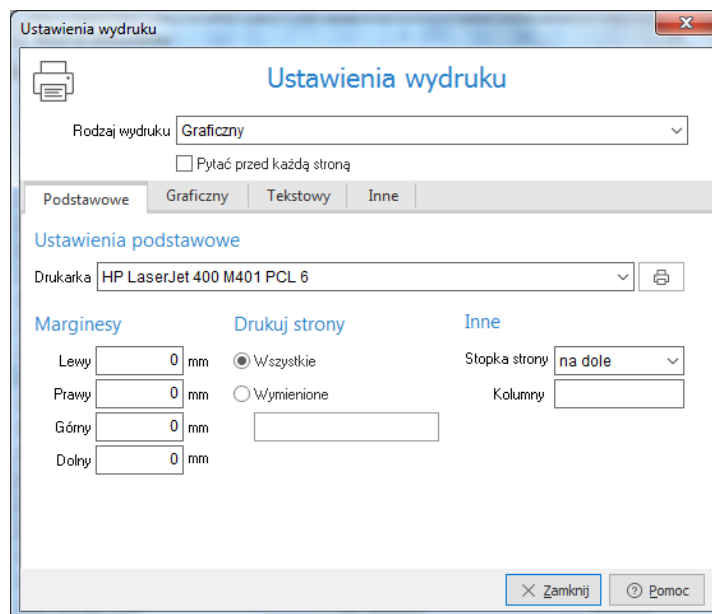 Ustawienia wydruku
Ustawienia wydruku
Rodzaj wydruku Graficzny
Pytać przed każdą stroną
Podstawowe Graficzny Tekstowy Inne
Ustawienia podstawowe
Drukarka HP LaserJet 400 M401 PCL 6
Marginesy Drukuj strony Inne
Lewy 0 mm Wszystkie Stopka strony na dole
Prawy 0 mm Wymienione Kolumny
Górny 0 mm
Dolny 0 mm
Zamknij Pomoc